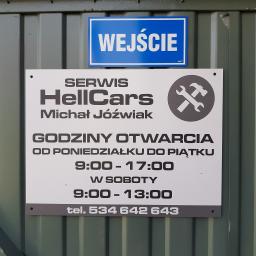 WEJŚCIE
SERWIS
HellCars
Michał Jóźwiak
GODZINY OTWARCIA
OD PONIEDZIAŁKU DO PIĄTKU
9:00 - 17:00
W SOBOTY
9:00 - 13:00
tel. 534 642 643